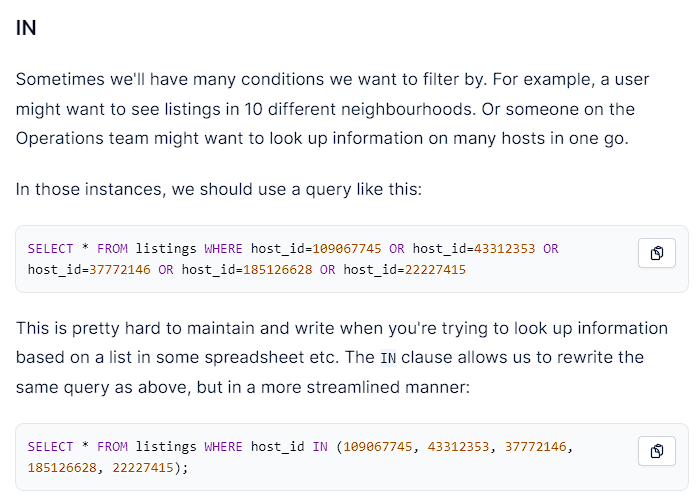 IN
Sometimes we'll have many conditions we want to filter by. For example, a user
might want to see listings in 10 different neighbourhoods. Or someone on the
Operations team might want to look up information on many hosts in one go.
In those instances, we should use a query like this:
SELECT * FROM listings WHERE host_id=109067745 OR host_id=43312353 OR
host_id=37772146 OR host_id=185126628 OR host_id=22227415
This is pretty hard to maintain and write when you're trying to look up information
based on a list in some spreadsheet etc. The IN clause allows us to rewrite the
same query as above, but in a more streamlined manner:
SELECT * FROM listings WHERE host_id IN (109067745, 43312353, 37772146,
185126628, 22227415);